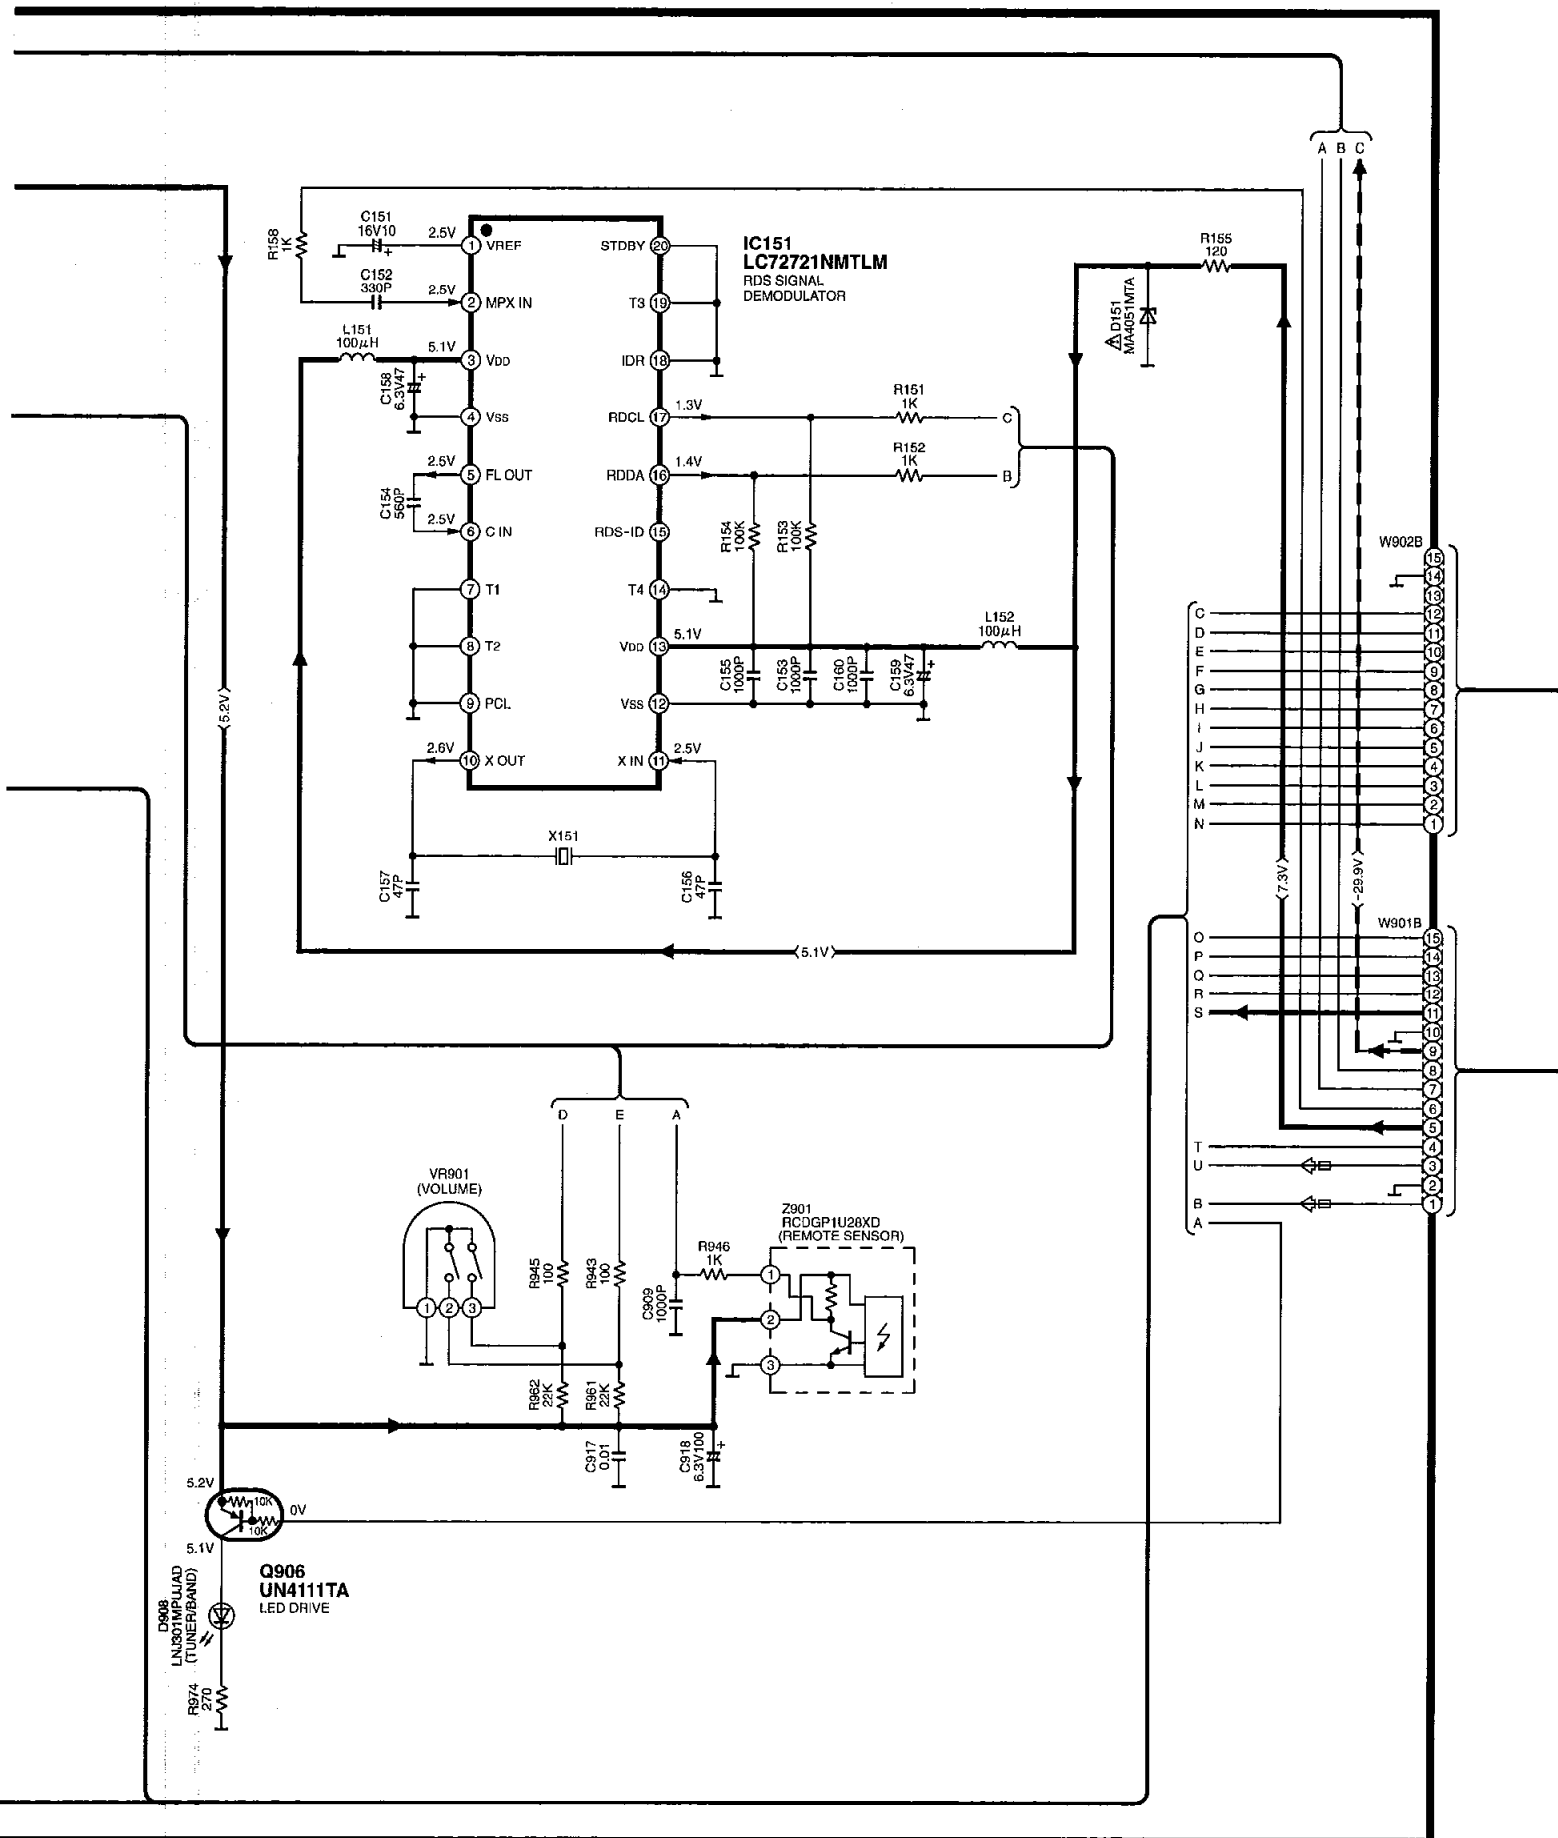 A B C
R158
1K
C151
16V10
+
2.5V
1 VREF
C152
330P
2.5V
2 MPX IN
L151
100μH
5.1V
3 VDD
C158
6.3V47
+
4 VSS
2.5V
5 FL OUT
C154
560P
2.5V
6 C IN
7 T1
8 T2
9 PCL
2.6V
10 X OUT
STDBY 20
T3 19
IDR 18
RDCL 17
1.3V
RDDA 16
1.4V
RDS-ID 15
T4 14
VDD 13
5.1V
VSS 12
X IN 11
2.5V
IC151
LC72721NMTLM
RDS SIGNAL
DEMODULATOR
R155
120
D151
MA4051MTA
R151
1K
C
R152
1K
B
R154
100K
R153
100K
L152
100μH
C155
1000P
C153
1000P
C160
1000P
C159
6.3V47
+
X151
C157
47P
C156
47P
5.1V
5.2V
7.3V
-29.9V
W902B
15
14
13
C 12
D 11
E 10
F 9
G 8
H 7
I 6
J 5
K 4
L 3
M 2
N 1
W901B
O 15
P 14
Q 13
R 12
S 11
10
9
8
7
6
5
T 4
U 3
2
B 1
A
D E A
VR901
(VOLUME)
1 2 3
R945
100
R943
100
R946
1K
C909
1000P
Z901
RCDGP1U28XD
(REMOTE SENSOR)
1
2
3
R962
22K
R961
22K
C917
0.01
C918
6.3V100
+
5.2V
10K
10K
0V
5.1V
Q906
UN4111TA
LED DRIVE
D908
LNJ301MPUJAD
(TUNER/BAND)
R974
270